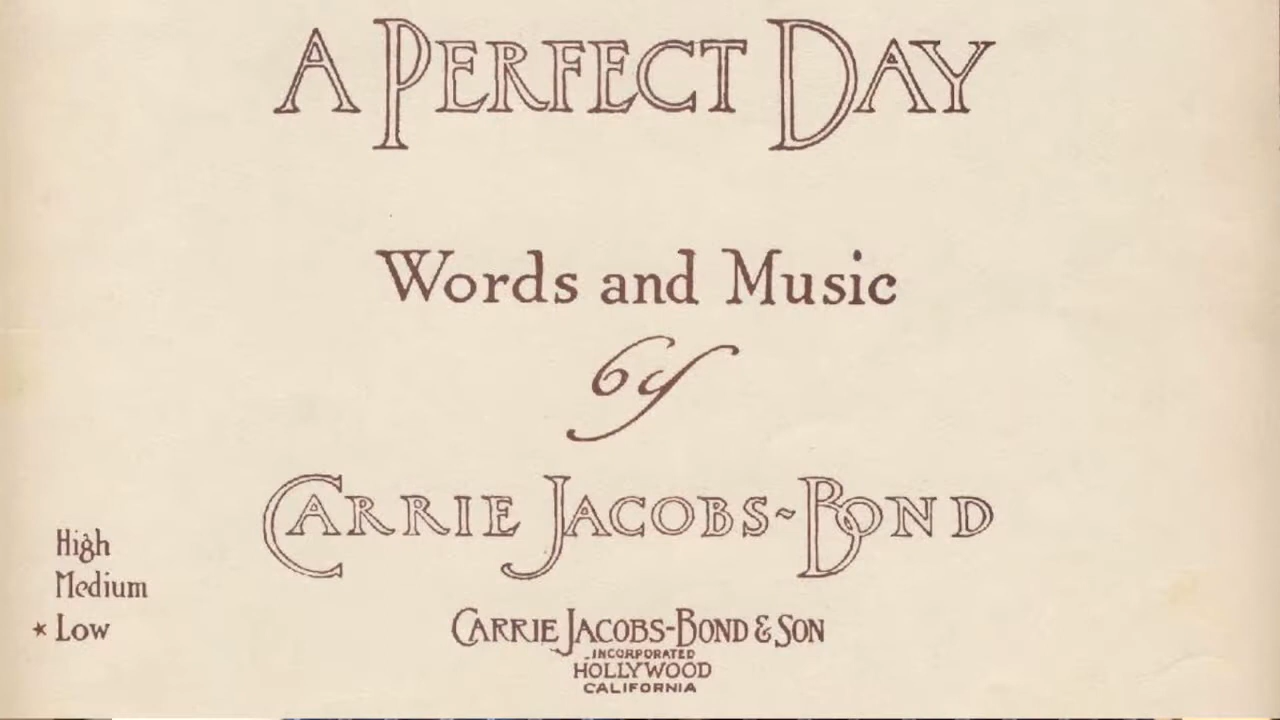 A PERFECT DAY
Words and Music
by
CARRIE JACOBS-BOND
High
Medium
* Low
CARRIE JACOBS-BOND & SON
INCORPORATED
HOLLYWOOD
CALIFORNIA